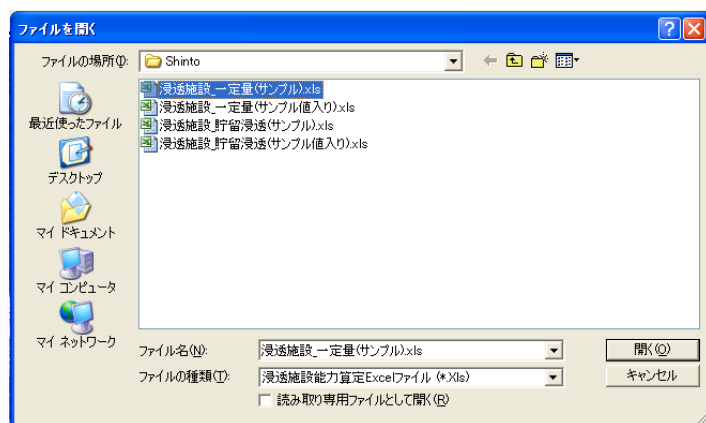 ファイルを開く
ファイルの場所(I):
Shinto
最近使ったファイル
デスクトップ
マイ ドキュメント
マイ コンピュータ
マイ ネットワーク
浸透施設_一定量(サンプル).xls
浸透施設_一定量(サンプル値入り).xls
浸透施設_貯留浸透(サンプル).xls
浸透施設_貯留浸透(サンプル値入り).xls
ファイル名(N):
浸透施設_一定量(サンプル).xls
開く(O)
ファイルの種類(T):
浸透施設能力算定Excelファイル (*.Xls)
キャンセル
読み取り専用ファイルとして開く(R)